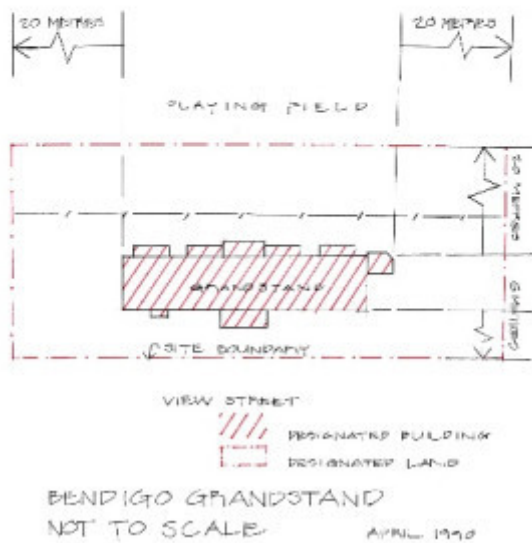 20 METRES
20 METRES
PLAYING FIELD
20 METRES
GRANDSTAND
SITE BOUNDARY
VIEW STREET
DESIGNATED BUILDING
DESIGNATED LAND
BENDIGO GRANDSTAND
NOT TO SCALE
APRIL 1990